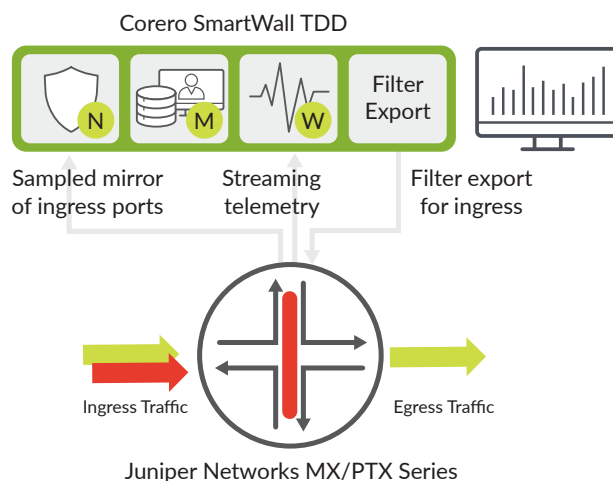 Corero SmartWall TDD
N
M
W
Filter
Export
Sampled mirror
of ingress ports
Streaming
telemetry
Filter export
for ingress
Ingress Traffic
Egress Traffic
Juniper Networks MX/PTX Series